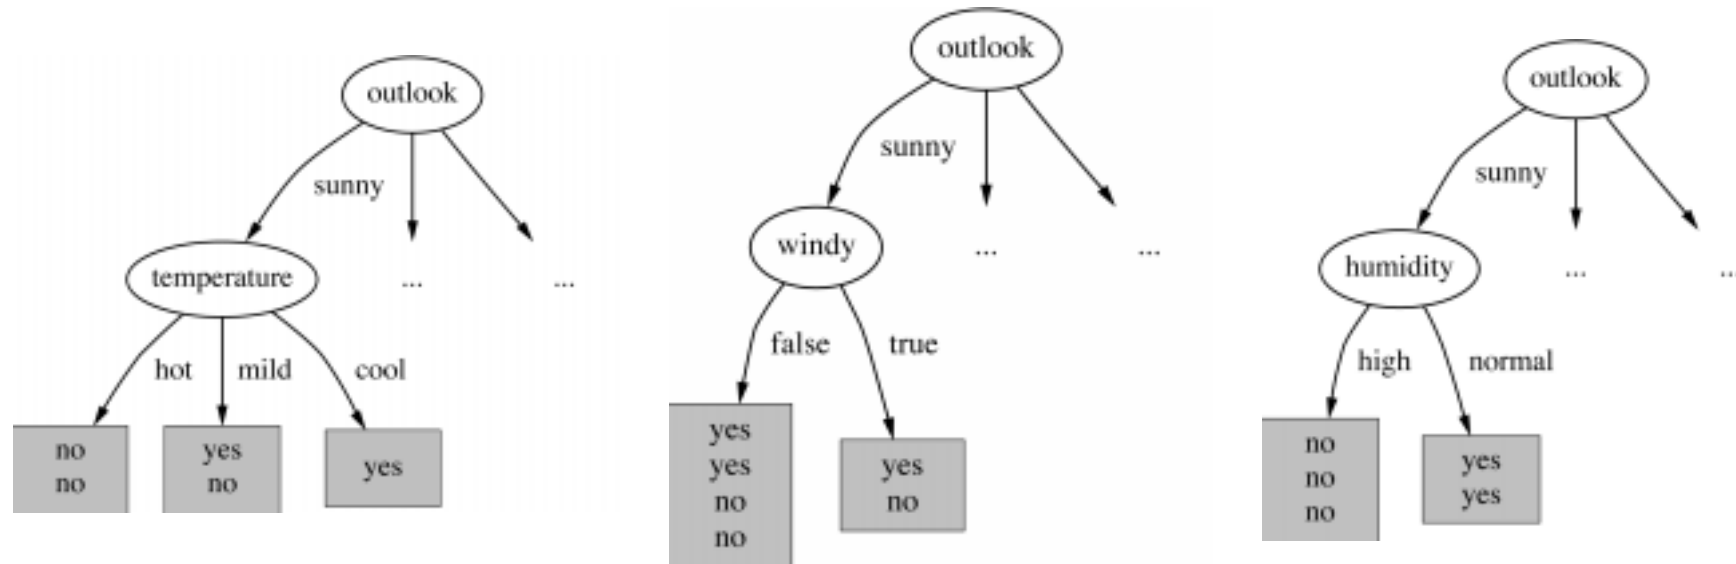 outlook
sunny
temperature
...
...
hot
mild
cool
no
no
yes
no
yes
outlook
sunny
windy
...
...
false
true
yes
yes
no
no
yes
no
outlook
sunny
humidity
...
...
high
normal
no
no
no
yes
yes